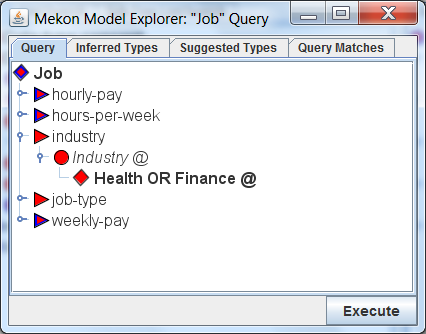 Mekon Model Explorer: "Job" Query
Query Inferred Types Suggested Types Query Matches
Job
hourly-pay
hours-per-week
industry
Industry @
Health OR Finance @
job-type
weekly-pay
Execute